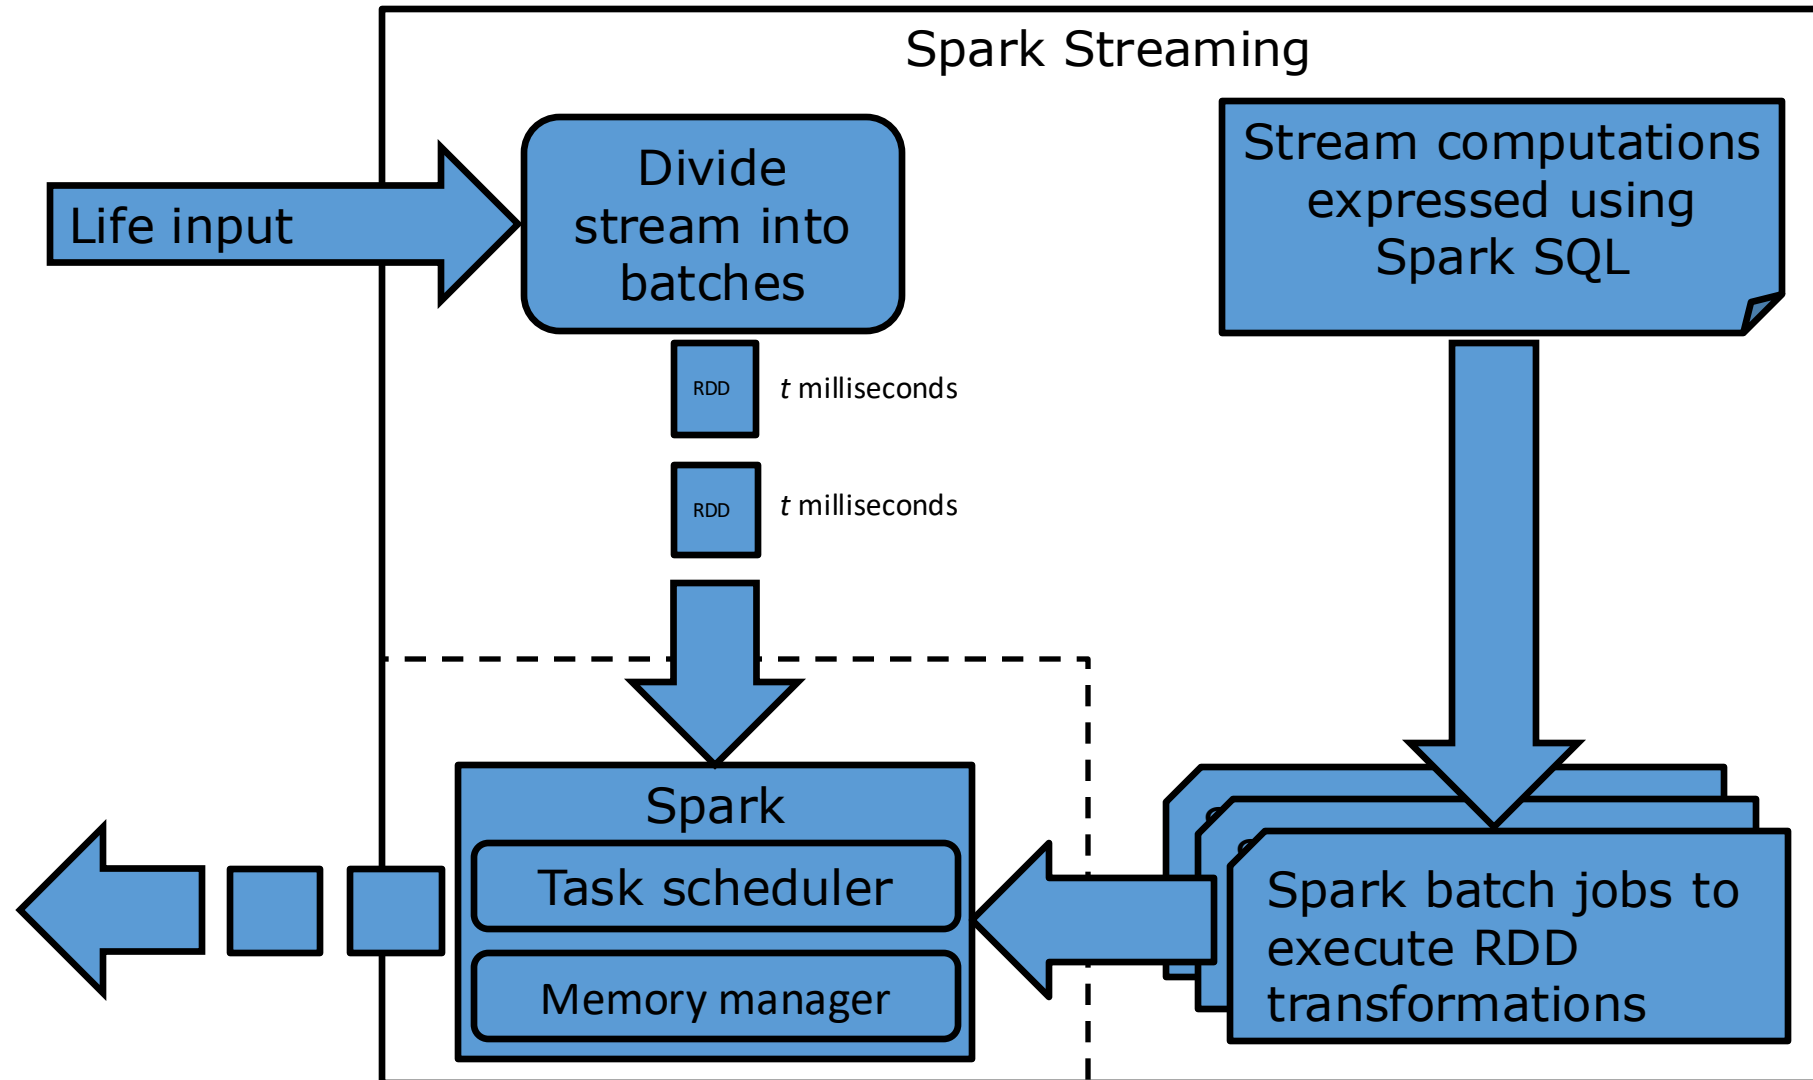 Spark Streaming
Life input
Divide
stream into
batches
Stream computations
expressed using
Spark SQL
RDD
t milliseconds
RDD
t milliseconds
Spark
Task scheduler
Memory manager
Spark batch jobs to
execute RDD
transformations